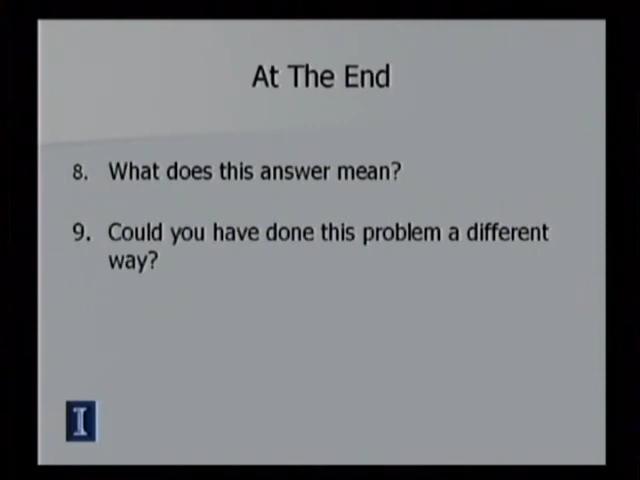 At The End
8. What does this answer mean?
9. Could you have done this problem a different
way?
I